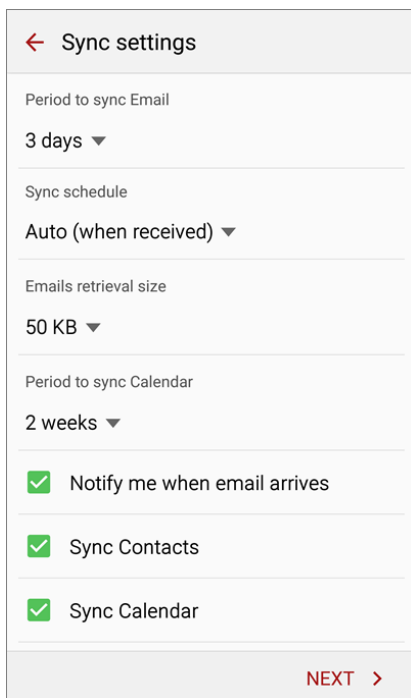 Sync settings
Period to sync Email
3 days
Sync schedule
Auto (when received)
Emails retrieval size
50 KB
Period to sync Calendar
2 weeks
Notify me when email arrives
Sync Contacts
Sync Calendar
NEXT